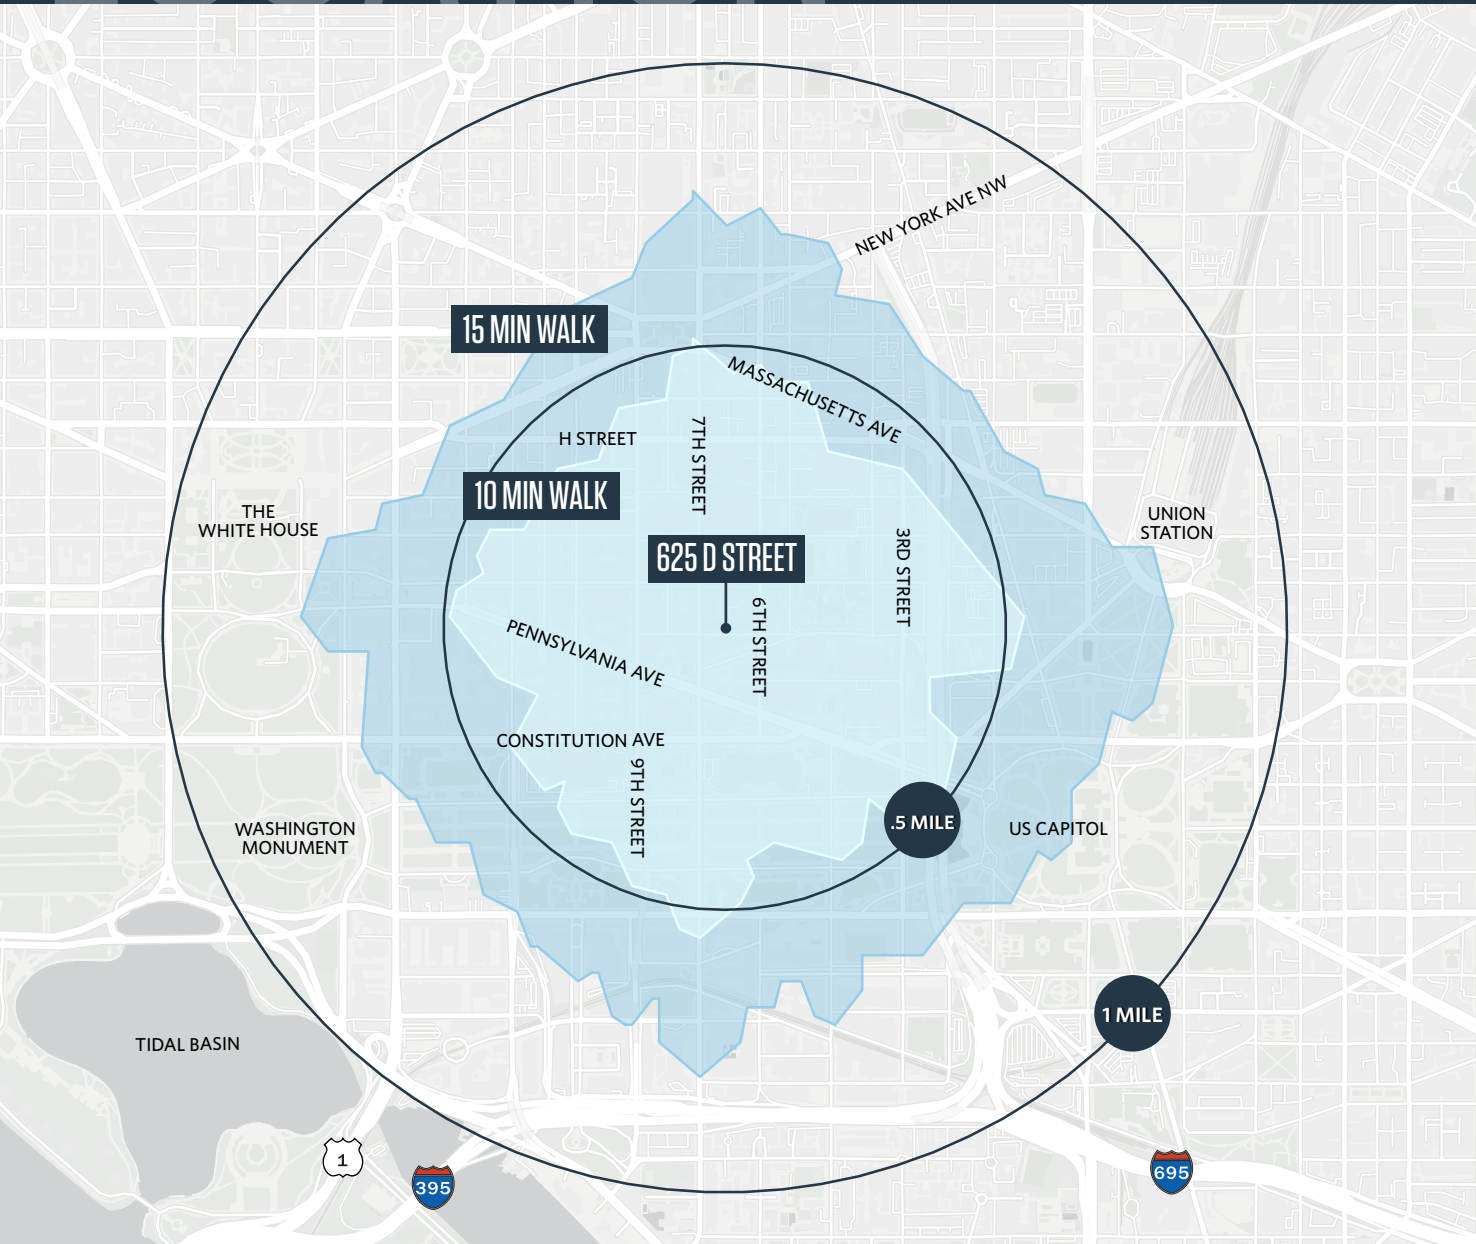 NEW YORK AVE NW
15 MIN WALK
MASSACHUSETTS AVE
H STREET
7TH STREET
10 MIN WALK
THE
WHITE HOUSE
UNION
STATION
625 D STREET
3RD STREET
6TH STREET
PENNSYLVANIA AVE
CONSTITUTION AVE
9TH STREET
.5 MILE
US CAPITOL
WASHINGTON
MONUMENT
1 MILE
TIDAL BASIN
1
395
695